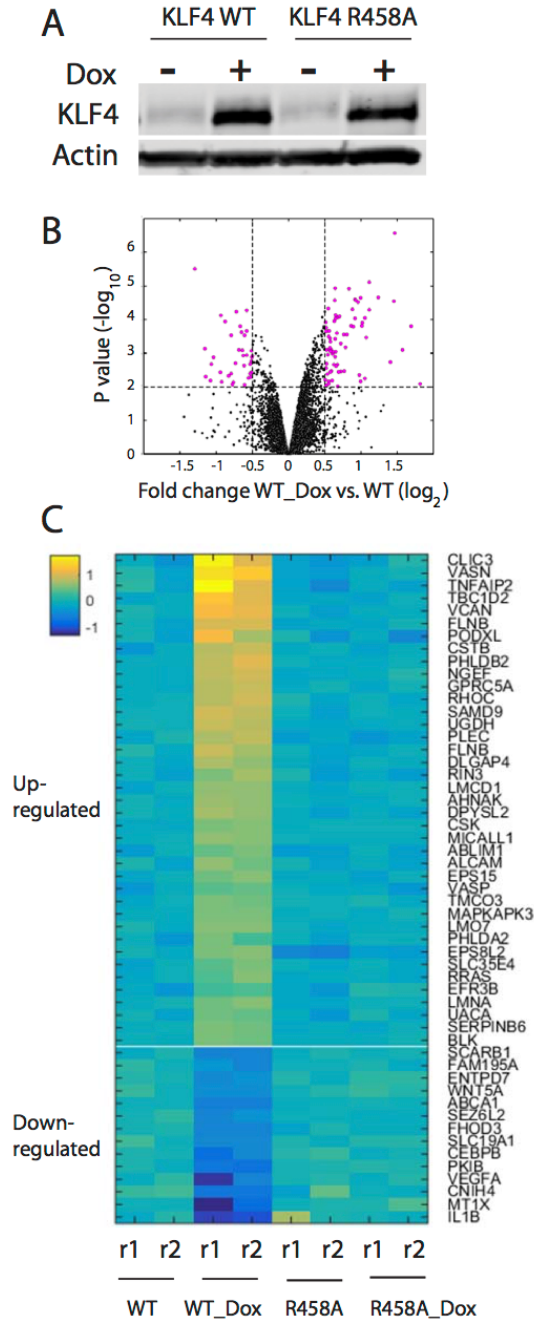 A
KLF4 WT KLF4 R458A
Dox - + - +
KLF4
Actin
B
P value (-log10)
6
5
4
3
2
1
0
-1.5 -1 -0.5 0 0.5 1 1.5
Fold change WT_Dox vs. WT (log2)
C
1
0
-1
Up-
regulated
Down-
regulated
CLIC3
VASN
TNFAIP2
TBC1D2
VCAN
FLNB
PODXL
CSTB
PHLDB2
NGEF
GPRC5A
RHOC
SAMD9
UGDH
PLEC
FLNB
DLGAP4
RIN3
LMCD1
AHNAK
DPYSL2
CSK
MICALL1
ABLIM1
ALCAM
EPS15
VASP
TMCO3
MAPKAPK3
LMO7
PHLDA2
EPS8L2
SLC35E4
RRAS
EFR3B
LMNA
UACA
SERPINB6
BLK
SCARB1
FAM195A
ENTPD7
WNT5A
ABCA1
SEZ6L2
FHOD3
SLC19A1
CEBPB
PKIB
VEGFA
CNIH4
MT1X
IL1B
r1 r2 r1 r2 r1 r2 r1 r2
WT WT_Dox R458A R458A_Dox